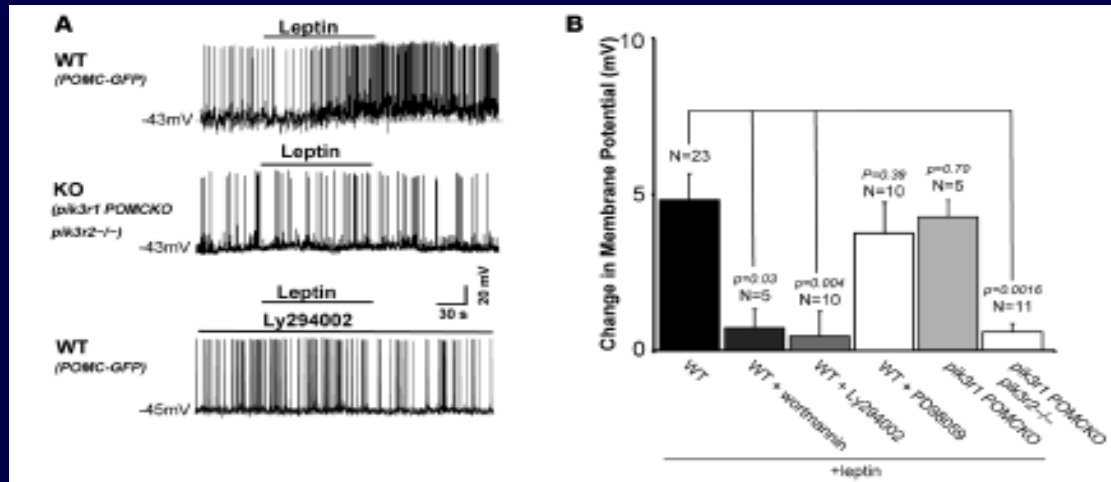 A
Leptin
WT
(POMC-GFP)
-43mV
Leptin
KO
(pik3r1 POMCKO
pik3r2-/-)
-43mV
20 mV
30 s
Leptin
Ly294002
WT
(POMC-GFP)
-45mV
B
Change in Membrane Potential (mV)
10
5
0
N=23
p=0.03
N=5
p=0.004
N=10
P=0.39
N=10
p=0.70
N=5
p=0.0016
N=11
WT
WT + wortmannin
WT + Ly294002
WT + PD98059
pik3r1 POMCKO
pik3r1 POMCKO
pik3r2-/-
+leptin